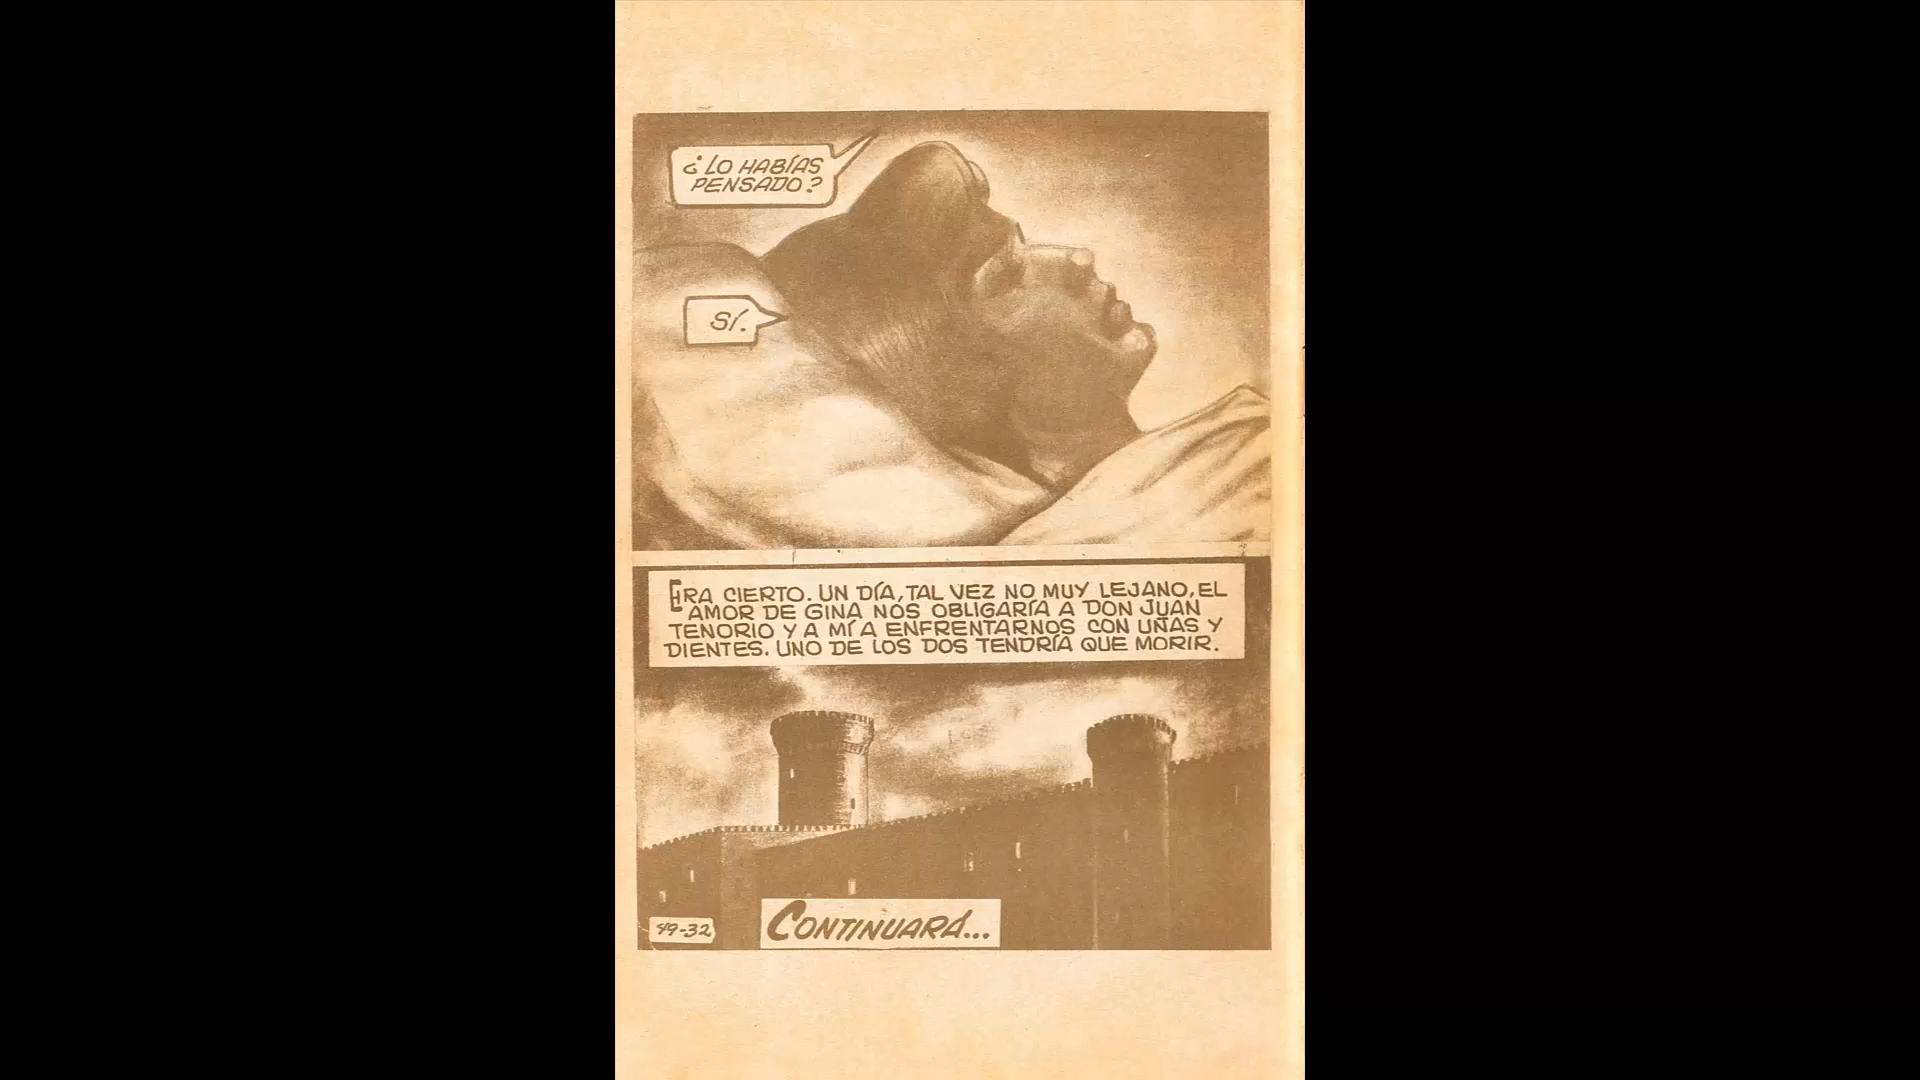 ¿LO HABÍAS
PENSADO?
SÍ.
ERA CIERTO. UN DÍA, TAL VEZ NO MUY LEJANO, EL
AMOR DE GINA NOS OBLIGARÍA A DON JUAN
TENORIO Y A MÍ A ENFRENTARNOS CON UÑAS Y
DIENTES. UNO DE LOS DOS TENDRÍA QUE MORIR.
49-32
CONTINUARÁ...